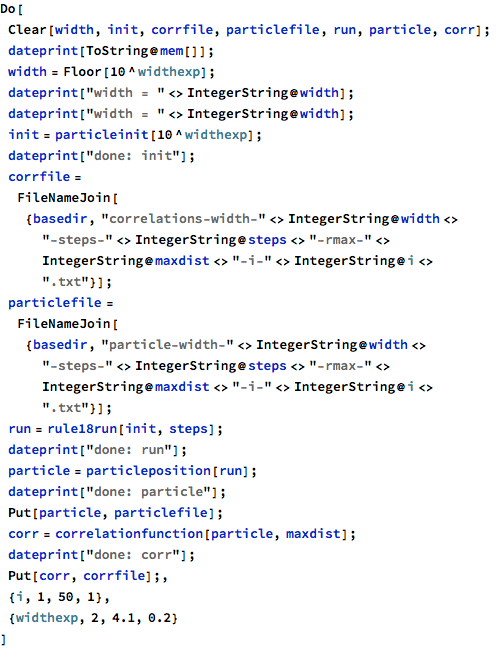 Do[
Clear[width, init, corrfile, particlefile, run, particle, corr];
dateprint[ToString@mem[]];
width = Floor[10^widthexp];
dateprint["width = " <> IntegerString@width];
dateprint["width = " <> IntegerString@width];
init = particleinit[10^widthexp];
dateprint["done: init"];
corrfile =
FileNameJoin[
{basedir, "correlations-width-" <> IntegerString@width <>
"-steps-" <> IntegerString@steps <> "-rmax-" <>
IntegerString@maxdist <> "-i-" <> IntegerString@i <>
".txt"}];
particlefile =
FileNameJoin[
{basedir, "particle-width-" <> IntegerString@width <>
"-steps-" <> IntegerString@steps <> "-rmax-" <>
IntegerString@maxdist <> "-i-" <> IntegerString@i <>
".txt"}];
run = rule18run[init, steps];
dateprint["done: run"];
particle = particleposition[run];
dateprint["done: particle"];
Put[particle, particlefile];
corr = correlationfunction[particle, maxdist];
dateprint["done: corr"];
Put[corr, corrfile];,
{i, 1, 50, 1},
{widthexp, 2, 4.1, 0.2}
]